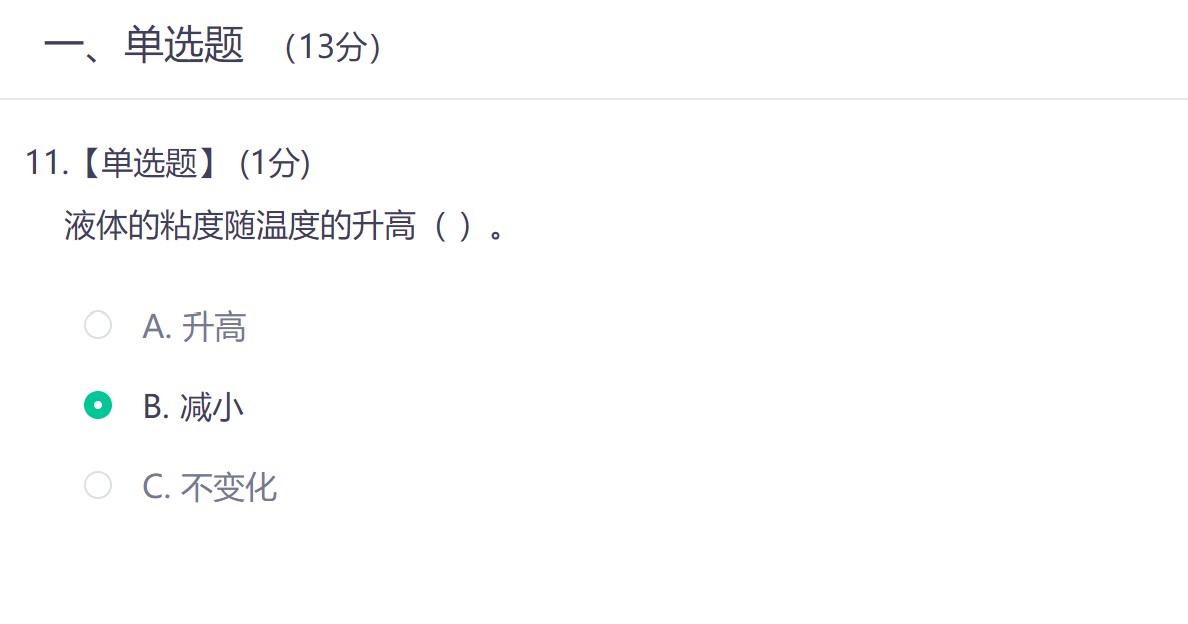 一、单选题 （13分）
11.【单选题】 (1分)
液体的粘度随温度的升高（ ）。
A. 升高
B. 减小
C. 不变化